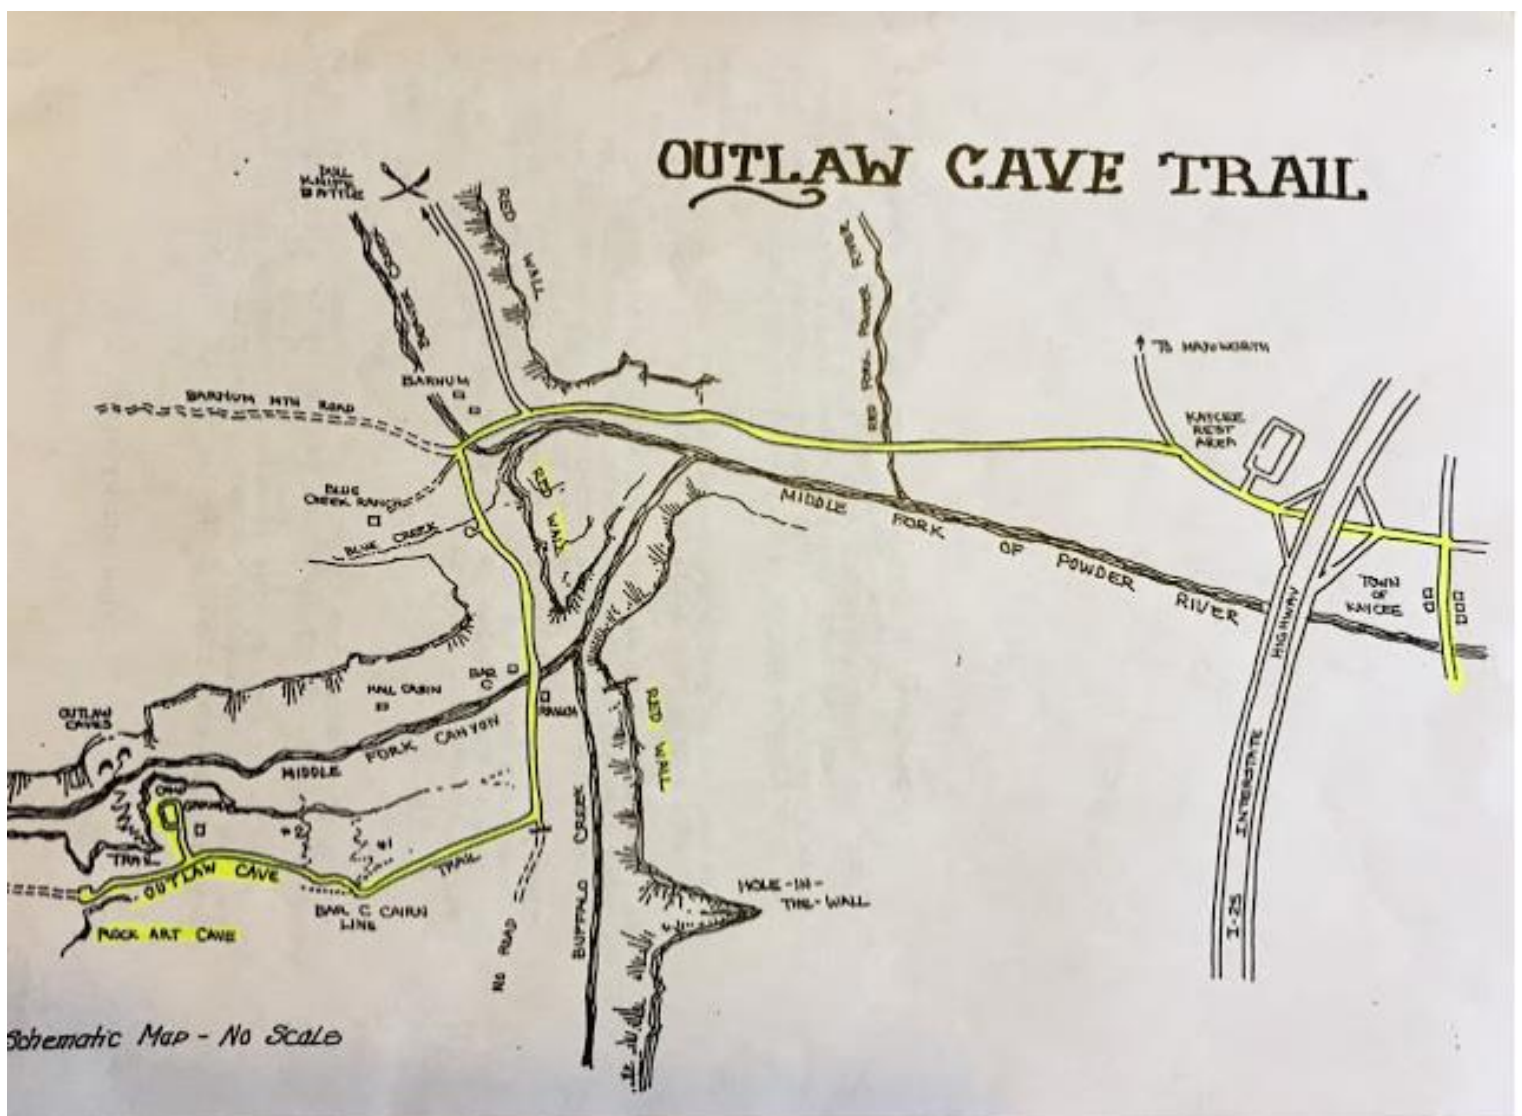 OUTLAW CAVE TRAIL
DULL
KNIFE
BATTLE
RED
WALL
RED FORK POWDER RIVER
TO MAYOWORTH
BARNUM
BARNUM MTN ROAD
KAYCEE
REST
AREA
BLUE
CREEK RANCH
BLUE CREEK
RED
WALL
MIDDLE FORK OF POWDER RIVER
TOWN
OF
KAYCEE
BAR
C
RANCH
HALL CABIN
OUTLAW
CAVES
MIDDLE FORK CANYON
RED WALL
CAMP
GROUND
#2
#1
TRAIL
OUTLAW CAVE TRAIL
BAR C CAIRN
LINE
ROCK ART CAVE
NO ROAD
BUFFALO CREEK
HOLE-IN-
THE-WALL
I-25 INTERSTATE HIGHWAY
Schematic Map - No Scale